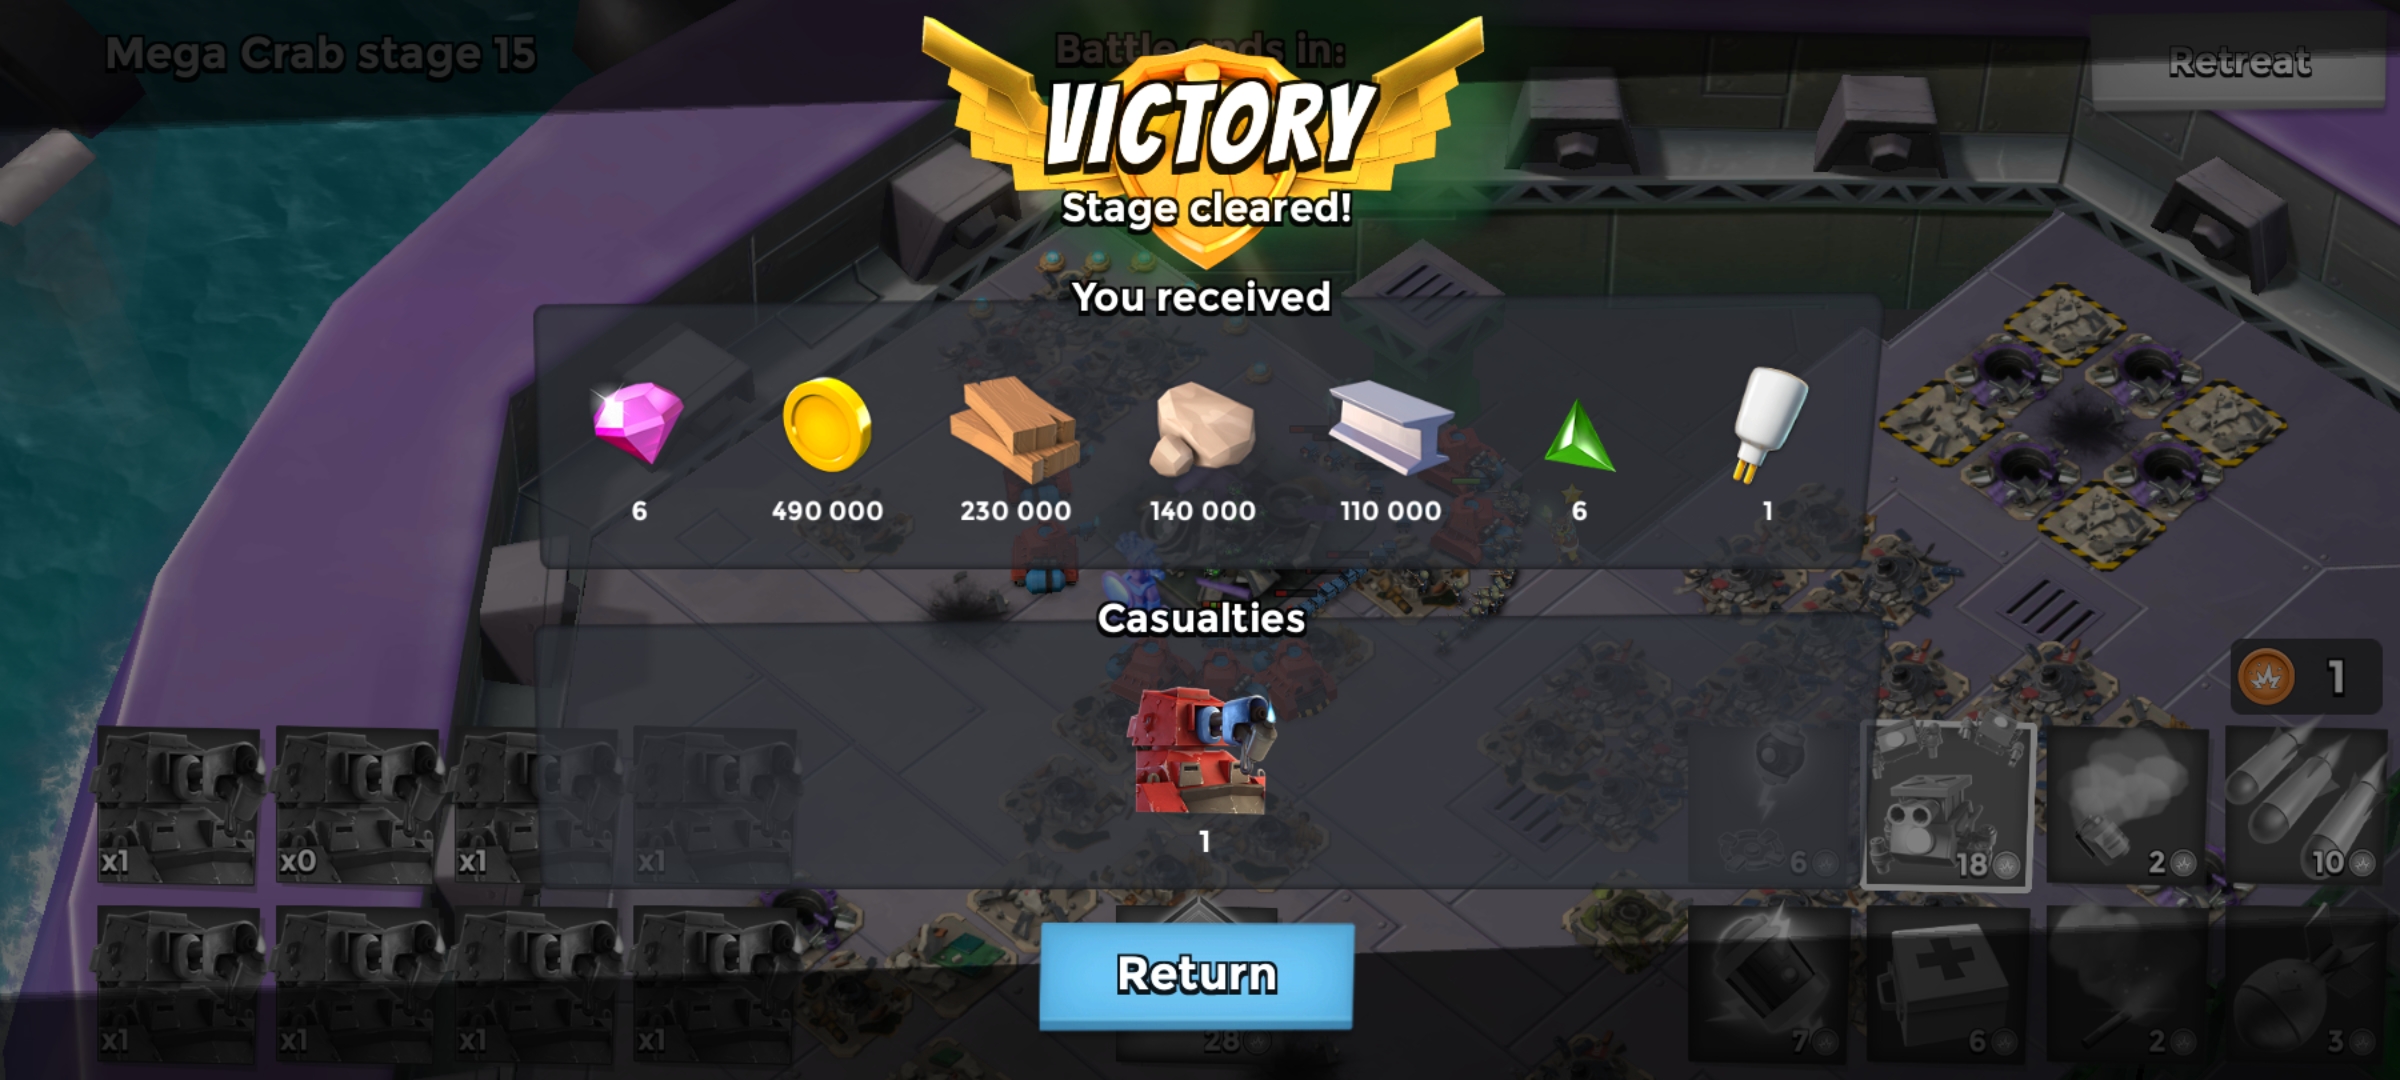 Mega Crab stage 15
Battle ends in:
Retreat
VICTORY
Stage cleared!
You received
6
490 000
230 000
140 000
110 000
6
1
Casualties
1
1
x1
x0
x1
x1
6
18
2
10
Return
x1
x1
x1
x1
28
7
6
2
3